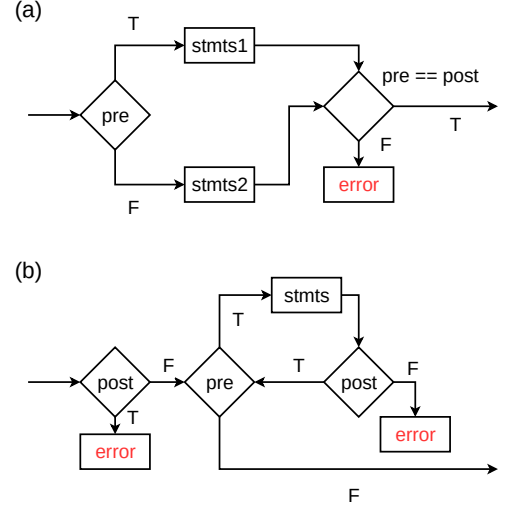 (a)
T
stmts1
pre
pre == post
T
F
stmts2
F
error
(b)
stmts
T
post
F
pre
T
post
F
T
error
error
F